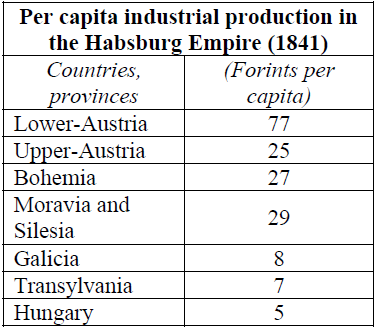 Per capita industrial production in
the Habsburg Empire (1841)
Countries, (Forints per
provinces capita)
Lower-Austria 77
Upper-Austria 25
Bohemia 27
Moravia and
Silesia 29
Galicia 8
Transylvania 7
Hungary 5